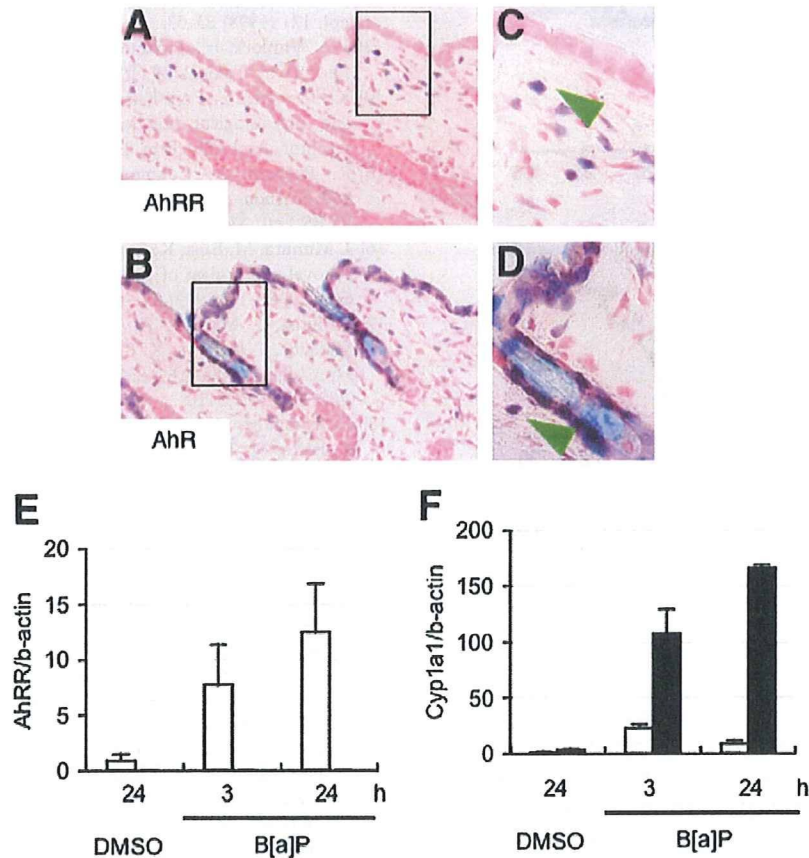 A
C
AhRR
B
D
AhR
E
AhRR/b-actin
20
15
10
5
0
24
3
24
h
DMSO
B[a]P
F
Cyp1a1/b-actin
200
150
100
50
0
24
3
24
h
DMSO
B[a]P